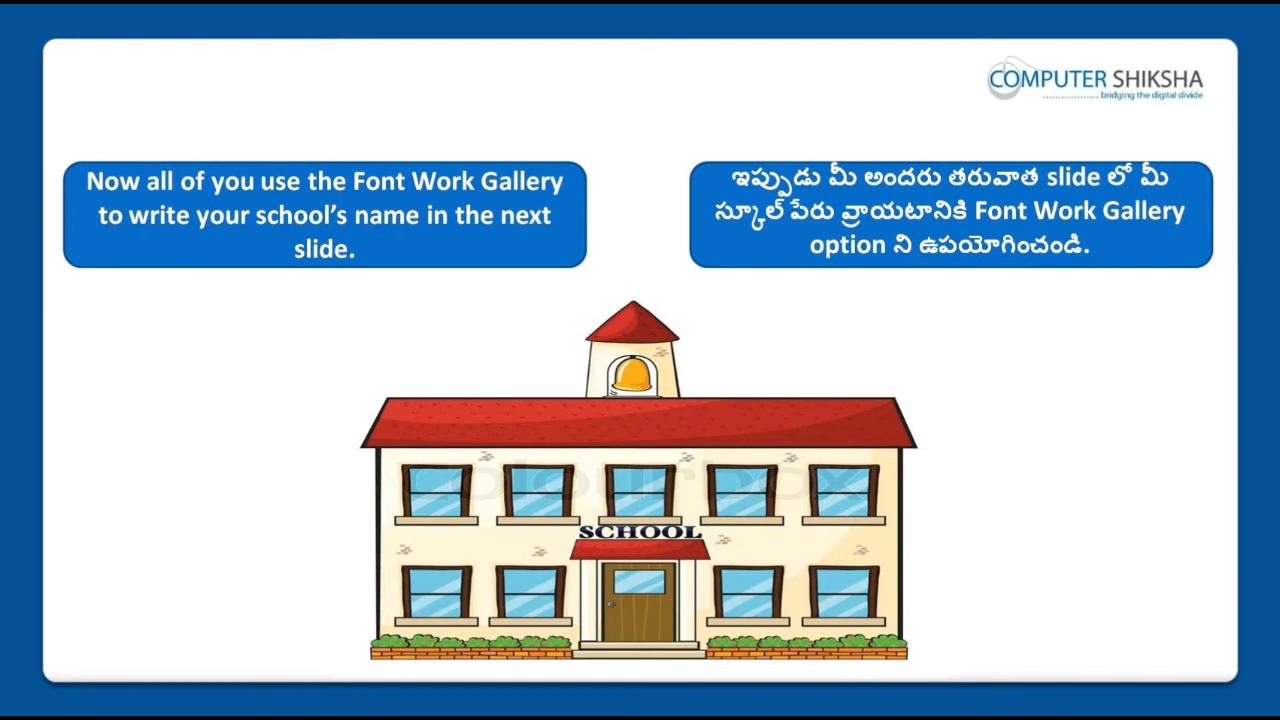 COMPUTER SHIKSHA
bridging the digital divide
Now all of you use the Font Work Gallery
to write your school’s name in the next
slide.
ఇప్పుడు మీ అందరు తరువాత slide లో మీ
స్కూల్ పేరు వ్రాయటానికి Font Work Gallery
option ని ఉపయోగించండి.
colourbox
SCHOOL